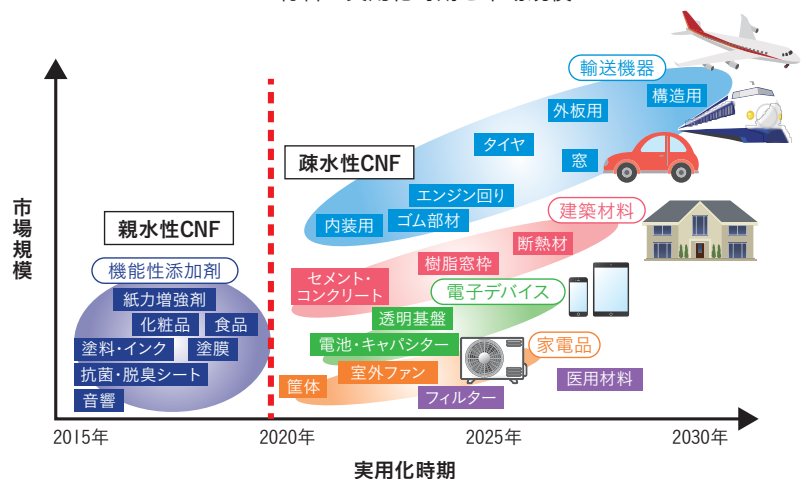 市場規模
親水性CNF
機能性添加剤
紙力増強剤
化粧品
食品
塗料・インク
塗膜
抗菌・脱臭シート
音響
疎水性CNF
輸送機器
構造用
外板用
タイヤ
窓
エンジン回り
ゴム部材
内装用
建築材料
断熱材
樹脂窓枠
セメント・
コンクリート
電子デバイス
透明基盤
電池・キャパシター
家電品
室外ファン
筐体
フィルター
医用材料
2015年
2020年
2025年
2030年
実用化時期